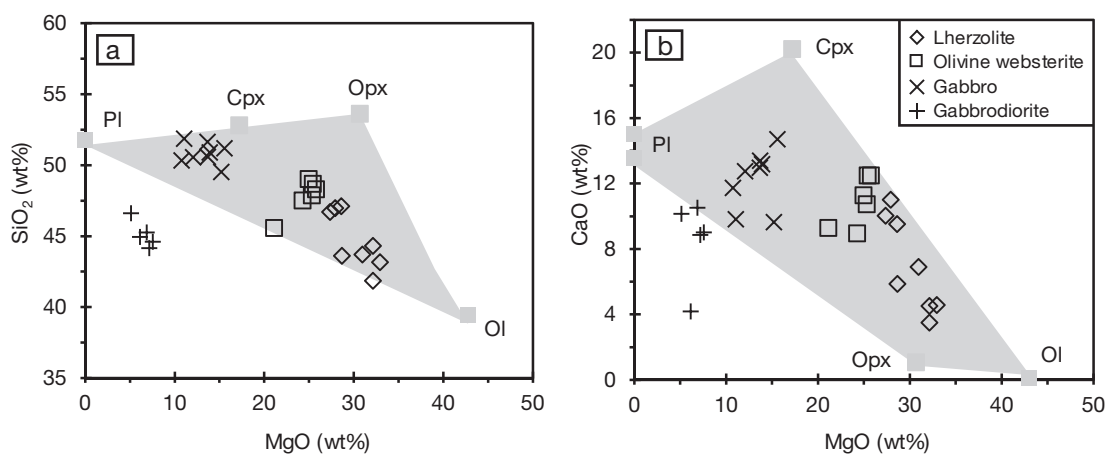 a
60
55
50
45
40
35
SiO2 (wt%)
Pl
Cpx
Opx
Ol
0 10 20 30 40 50
MgO (wt%)
b
20
16
12
8
4
0
CaO (wt%)
Cpx
Pl
Opx
Ol
Lherzolite
Olivine websterite
Gabbro
Gabbrodiorite
0 10 20 30 40 50
MgO (wt%)